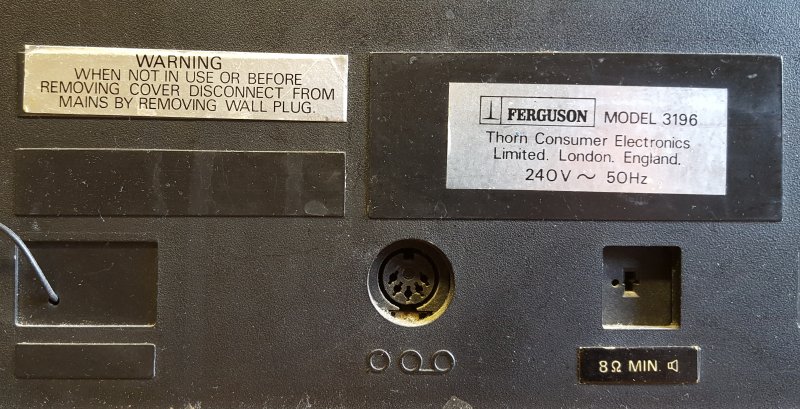 WARNING
WHEN NOT IN USE OR BEFORE
REMOVING COVER DISCONNECT FROM
MAINS BY REMOVING WALL PLUG.
FERGUSON MODEL 3196
Thorn Consumer Electronics
Limited. London. England.
240V ~ 50Hz
8Ω MIN.